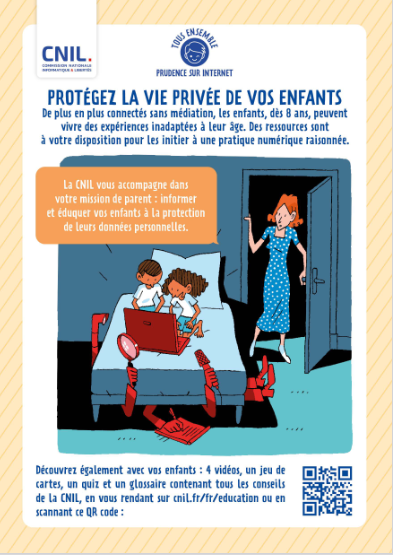 CNIL.
COMMISSION NATIONALE
INFORMATIQUE & LIBERTÉS
TOUS ENSEMBLE
PRUDENCE SUR INTERNET
PROTÉGEZ LA VIE PRIVÉE DE VOS ENFANTS
De plus en plus connectés sans médiation, les enfants, dès 8 ans, peuvent
vivre des expériences inadaptées à leur âge. Des ressources sont
à votre disposition pour les initier à une pratique numérique raisonnée.
La CNIL vous accompagne dans
votre mission de parent : informer
et éduquer vos enfants à la protection
de leurs données personnelles.
Découvrez également avec vos enfants : 4 vidéos, un jeu de
cartes, un quiz et un glossaire contenant tous les conseils
de la CNIL, en vous rendant sur cnil.fr/fr/education ou en
scannant ce QR code :